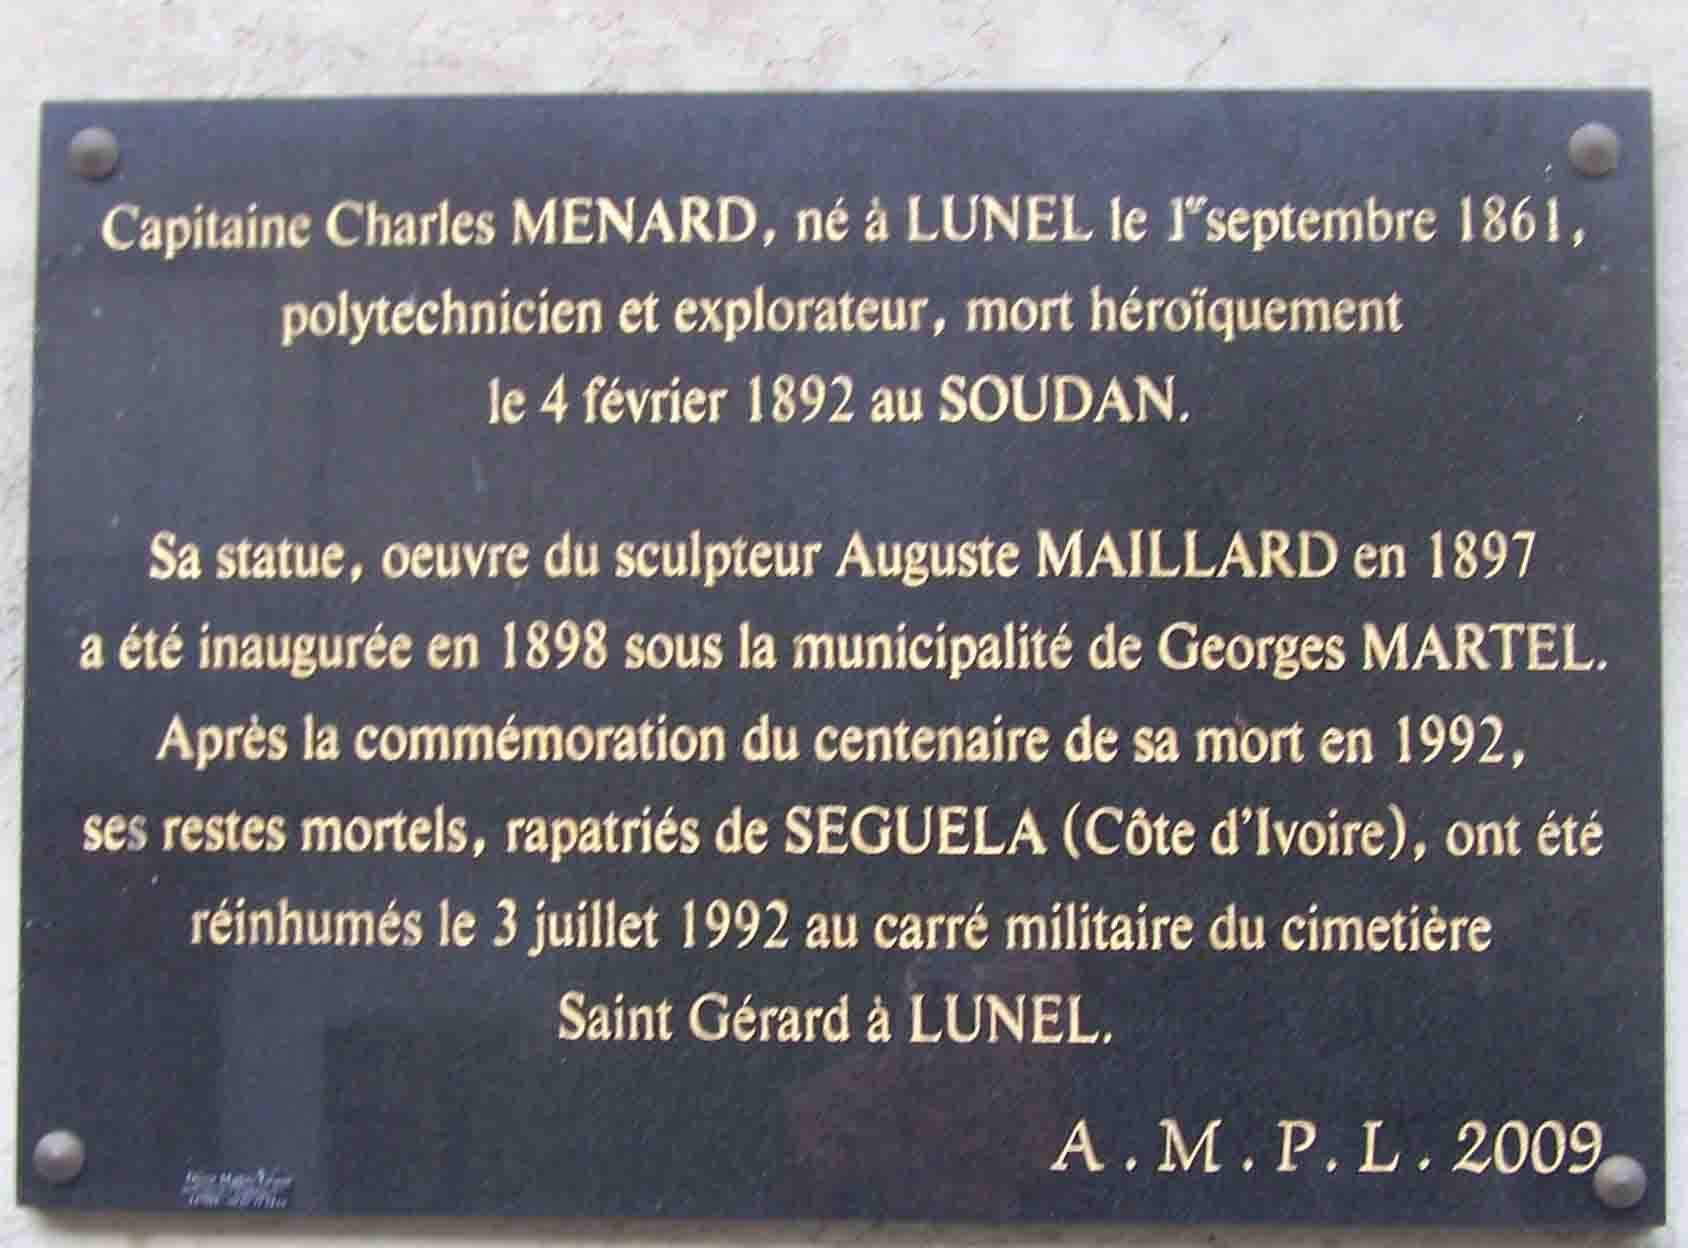 Capitaine Charles MENARD, né à LUNEL le 1er septembre 1861,
polytechnicien et explorateur, mort héroïquement
le 4 février 1892 au SOUDAN.
Sa statue, oeuvre du sculpteur Auguste MAILLARD en 1897
a été inaugurée en 1898 sous la municipalité de Georges MARTEL.
Après la commémoration du centenaire de sa mort en 1992,
ses restes mortels, rapatriés de SEGUELA (Côte d'Ivoire), ont été
réinhumés le 3 juillet 1992 au carré militaire du cimetière
Saint Gérard à LUNEL.
A . M . P . L . 2009